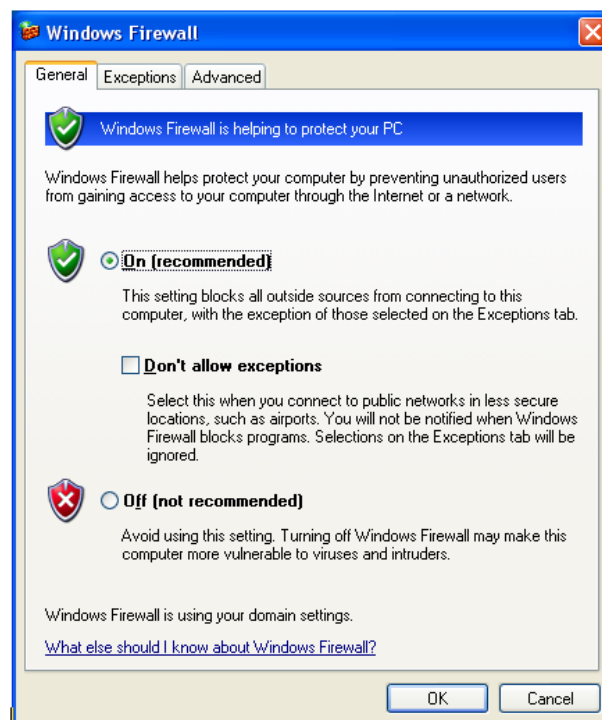 Windows Firewall
General Exceptions Advanced
Windows Firewall is helping to protect your PC
Windows Firewall helps protect your computer by preventing unauthorized users
from gaining access to your computer through the Internet or a network.
On (recommended)
This setting blocks all outside sources from connecting to this
computer, with the exception of those selected on the Exceptions tab.
Don't allow exceptions
Select this when you connect to public networks in less secure
locations, such as airports. You will not be notified when Windows
Firewall blocks programs. Selections on the Exceptions tab will be
ignored.
Off (not recommended)
Avoid using this setting. Turning off Windows Firewall may make this
computer more vulnerable to viruses and intruders.
Windows Firewall is using your domain settings.
What else should I know about Windows Firewall?
OK Cancel